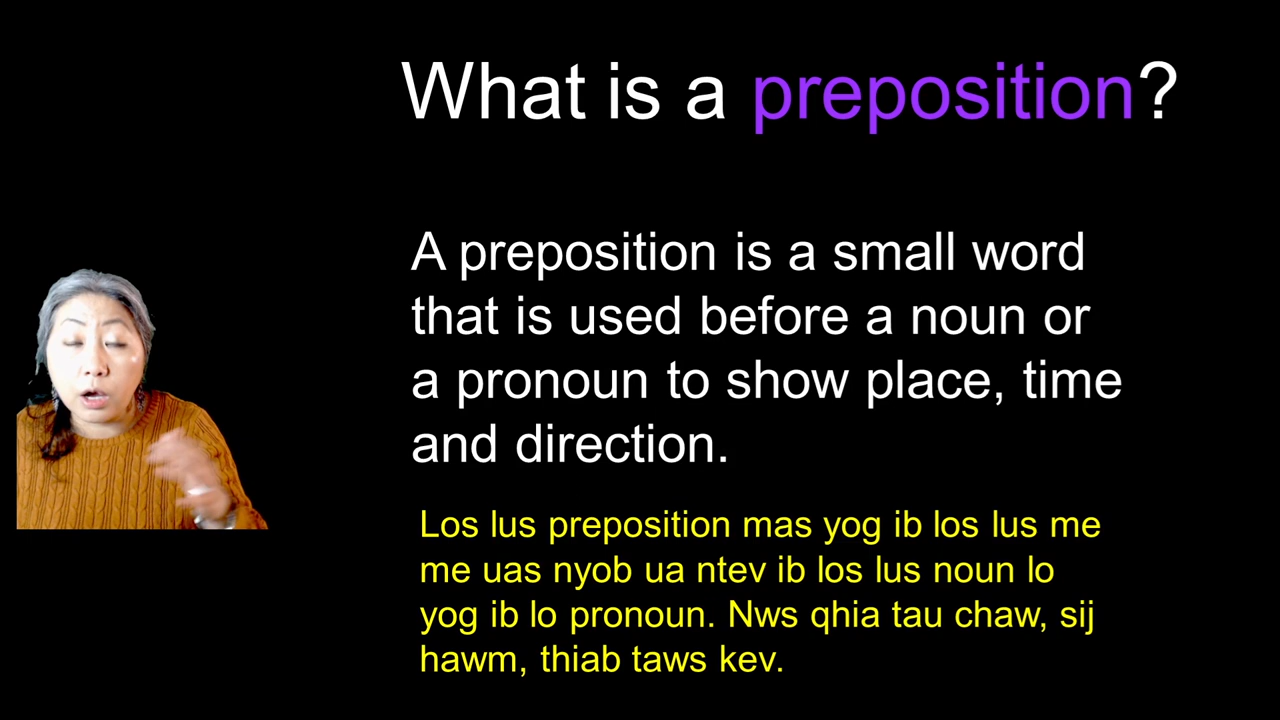 What is a preposition?
A preposition is a small word
that is used before a noun or
a pronoun to show place, time
and direction.
Los lus preposition mas yog ib los lus me
me uas nyob ua ntev ib los lus noun lo
yog ib lo pronoun. Nws qhia tau chaw, sij
hawm, thiab taws kev.